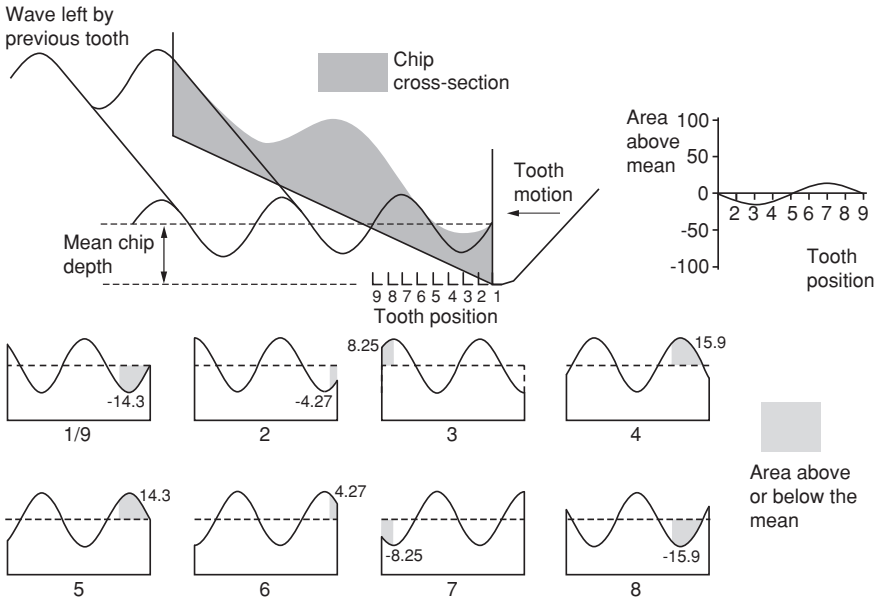 Wave left by
previous tooth
Chip
cross-section
Tooth
motion
Mean chip
depth
9 8 7 6 5 4 3 2 1
Tooth position
Area
above
mean
100
50
0
-50
-100
2 3 4 5 6 7 8 9
Tooth
position
-14.3
1/9
-4.27
2
8.25
3
15.9
4
14.3
5
4.27
6
-8.25
7
-15.9
8
Area above
or below the
mean